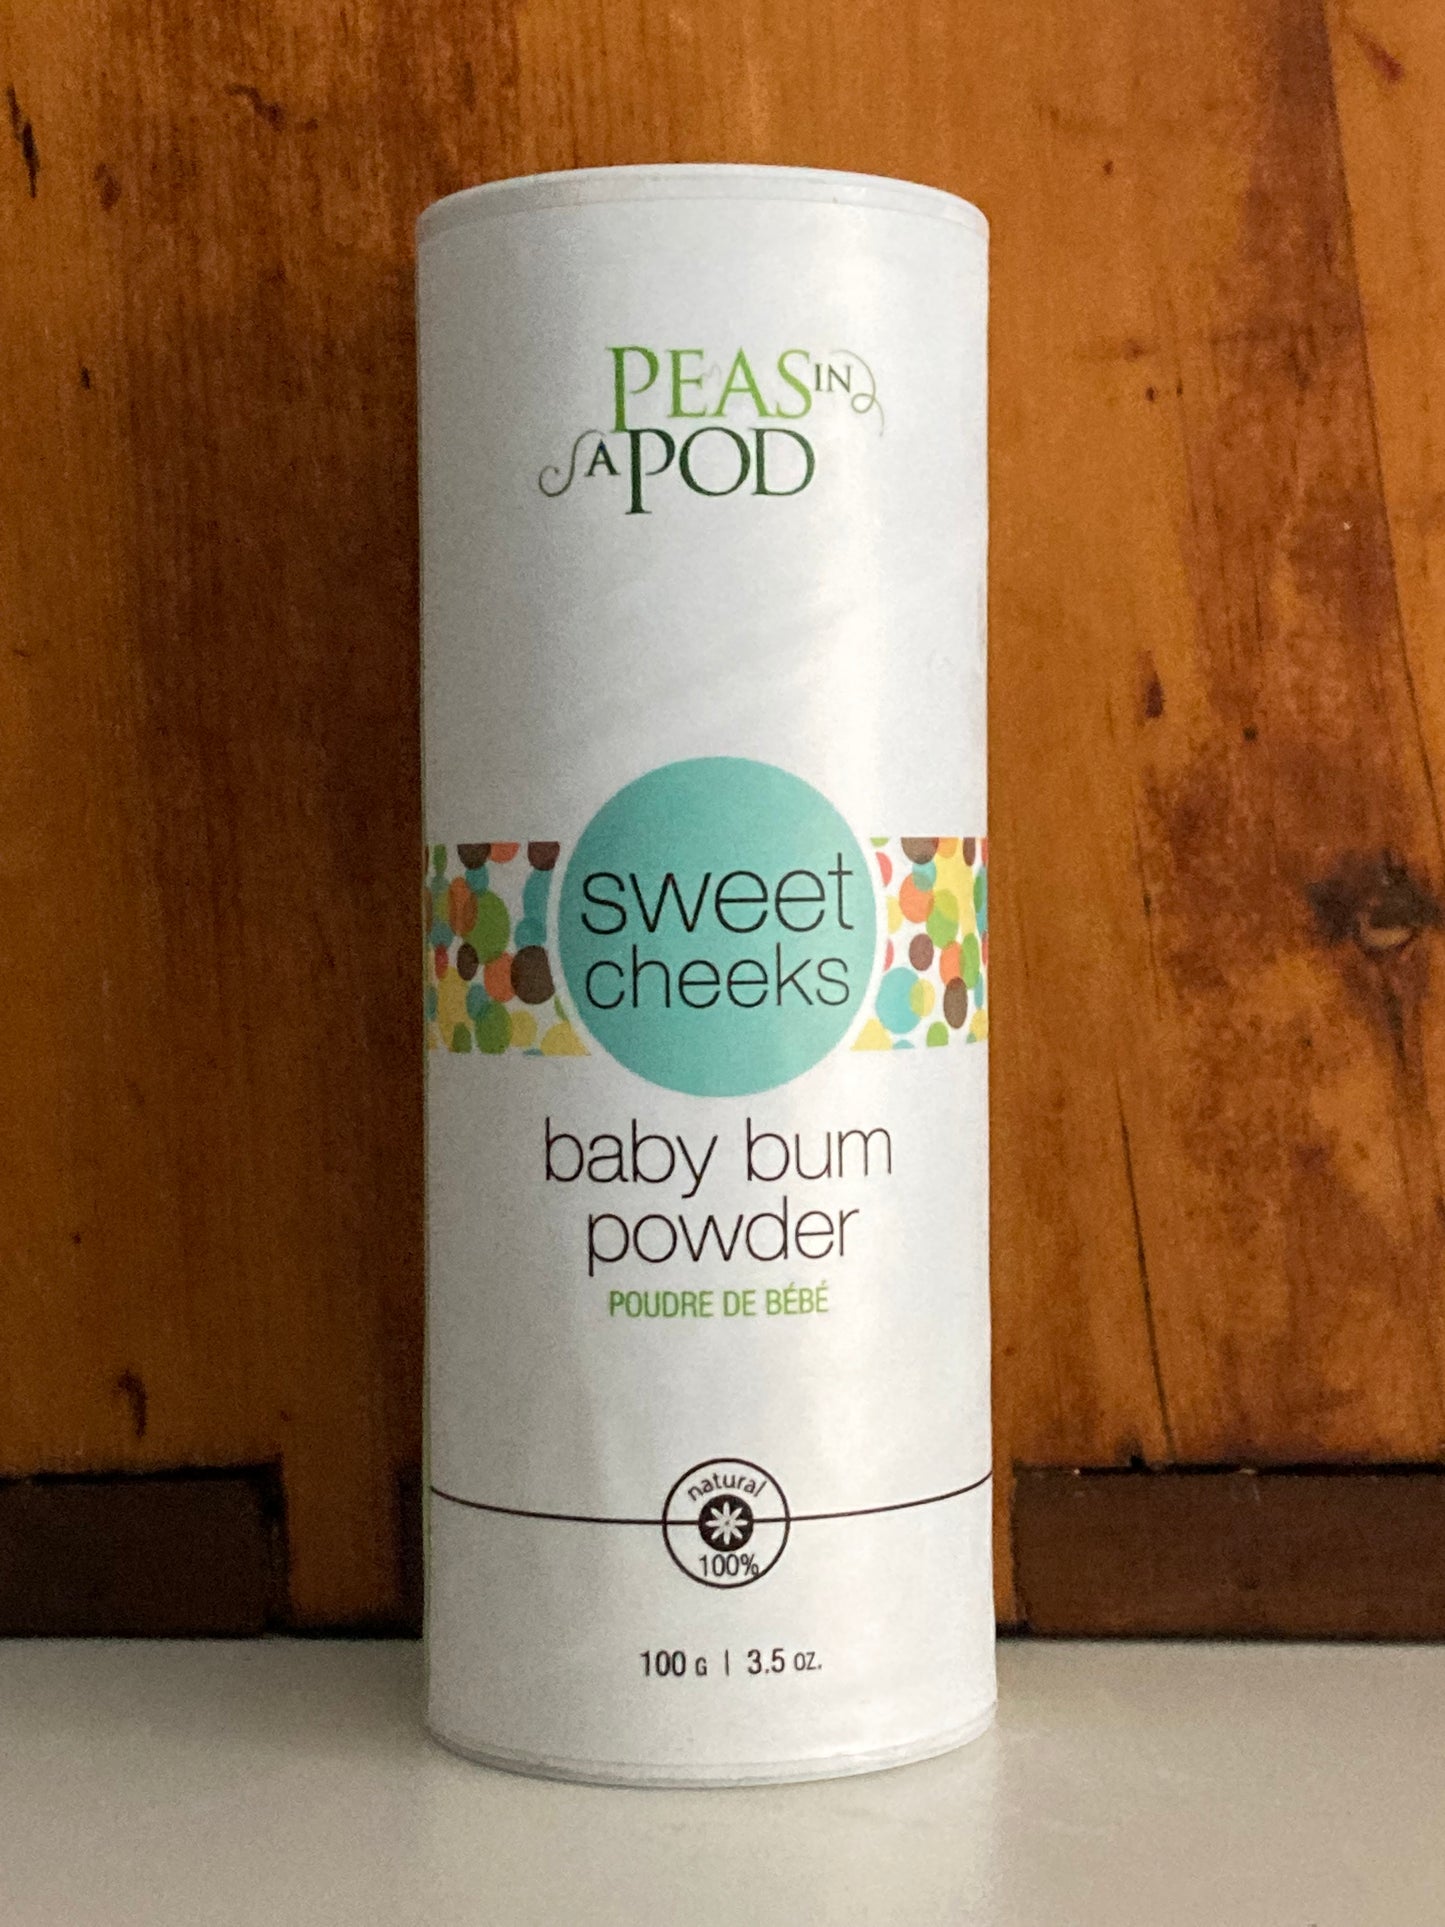 PEAS IN
A POD
sweet
cheeks
baby bum
powder
POUDRE DE BÉBÉ
natural
100%
100 G | 3.5 OZ.